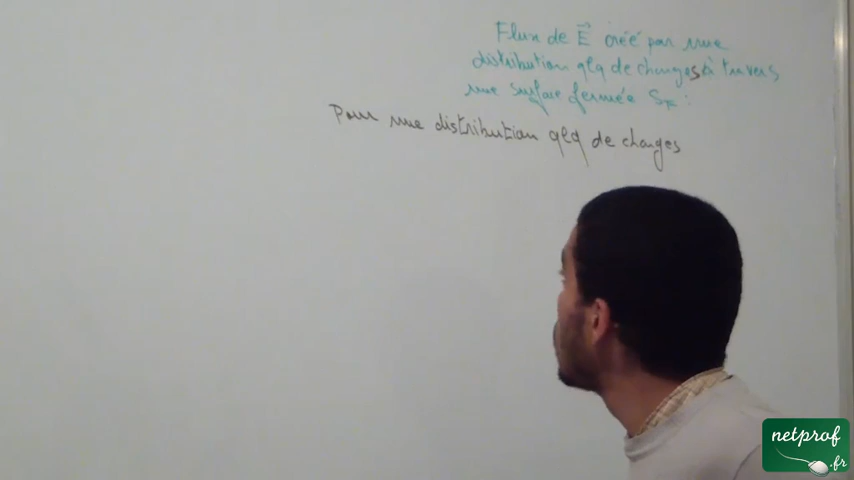 Flux de E⃗ créé par une
distribution qlq de charges à travers
une surface fermée S_F :
Pour une distribution qlq de charges
netprof
.fr